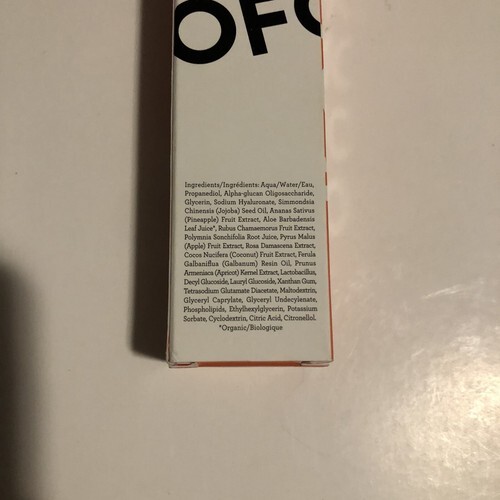 OFO
Ingredients/Ingrédients: Aqua/Water/Eau,
Propanediol, Alpha-glucan Oligosaccharide,
Glycerin, Sodium Hyaluronate, Simmondsia
Chinensis (Jojoba) Seed Oil, Ananas Sativus
(Pineapple) Fruit Extract, Aloe Barbadensis
Leaf Juice*, Rubus Chamaemorus Fruit Extract,
Polymnia Sonchifolia Root Juice, Pyrus Malus
(Apple) Fruit Extract, Rosa Damascena Extract,
Cocos Nucifera (Coconut) Fruit Extract, Ferula
Galbaniflua (Galbanum) Resin Oil, Prunus
Armeniaca (Apricot) Kernel Extract, Lactobacillus,
Decyl Glucoside, Lauryl Glucoside, Xanthan Gum,
Tetrasodium Glutamate Diacetate, Maltodextrin,
Glyceryl Caprylate, Glyceryl Undecylenate,
Phospholipids, Ethylhexylglycerin, Potassium
Sorbate, Cyclodextrin, Citric Acid, Citronellol.
*Organic/Biologique